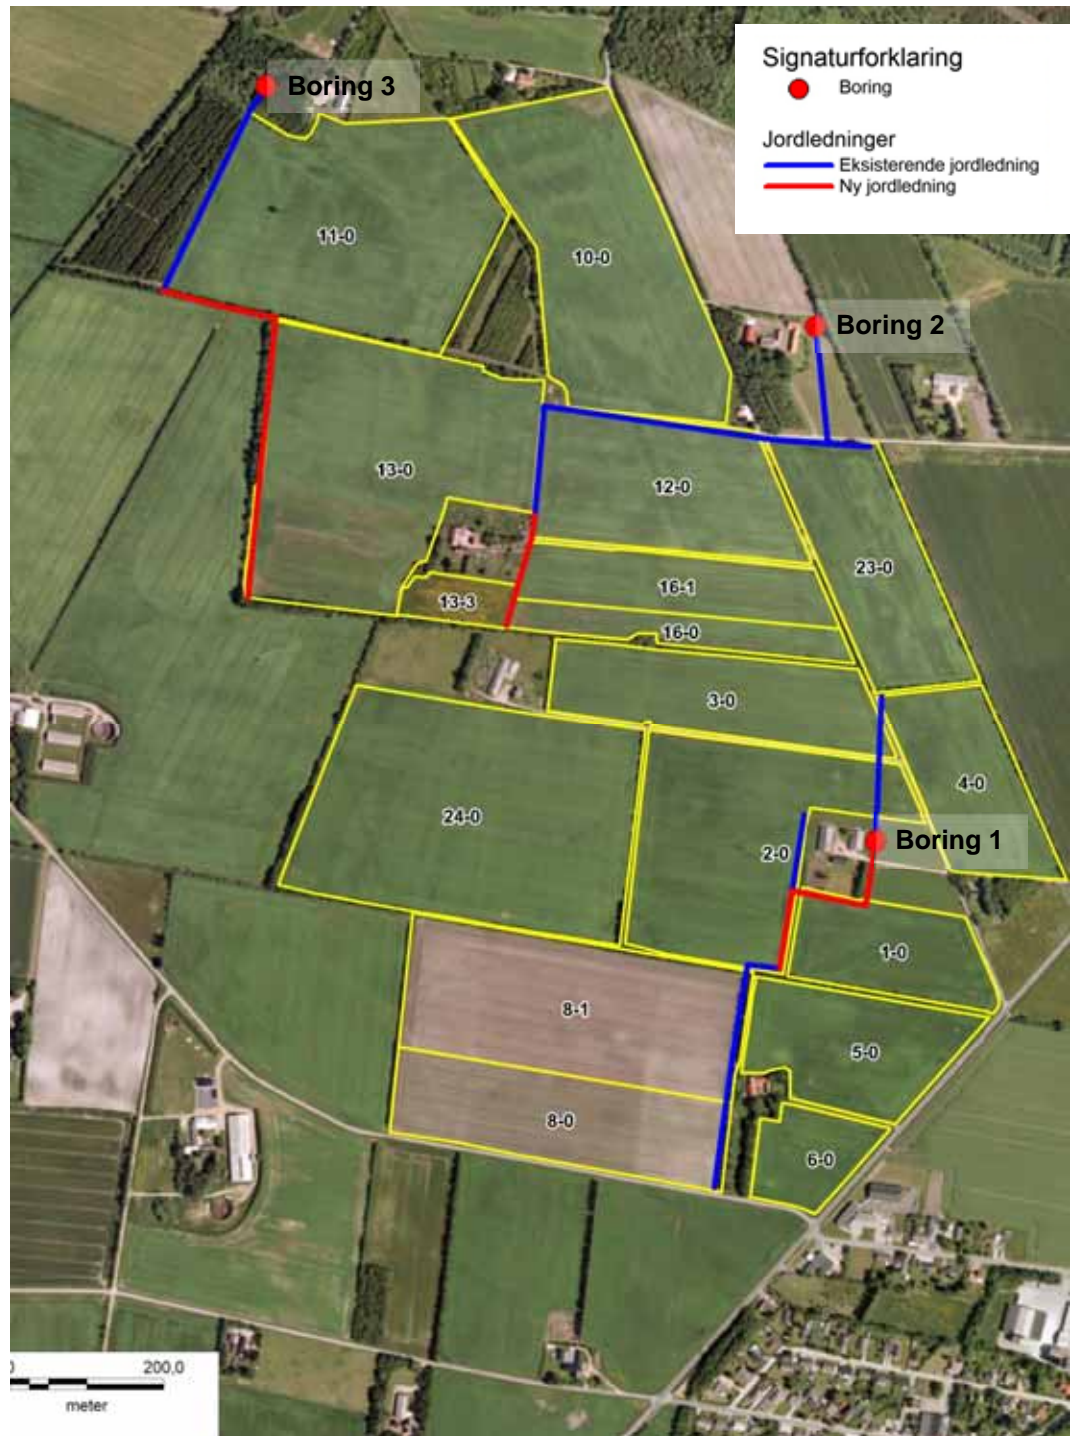 Signaturforklaring
Boring
Jordledninger
Eksisterende jordledning
Ny jordledning
Boring 3
11-0
10-0
Boring 2
13-0
12-0
23-0
16-1
13-3
16-0
3-0
4-0
24-0
Boring 1
2-0
1-0
8-1
5-0
8-0
6-0
0 200,0
meter